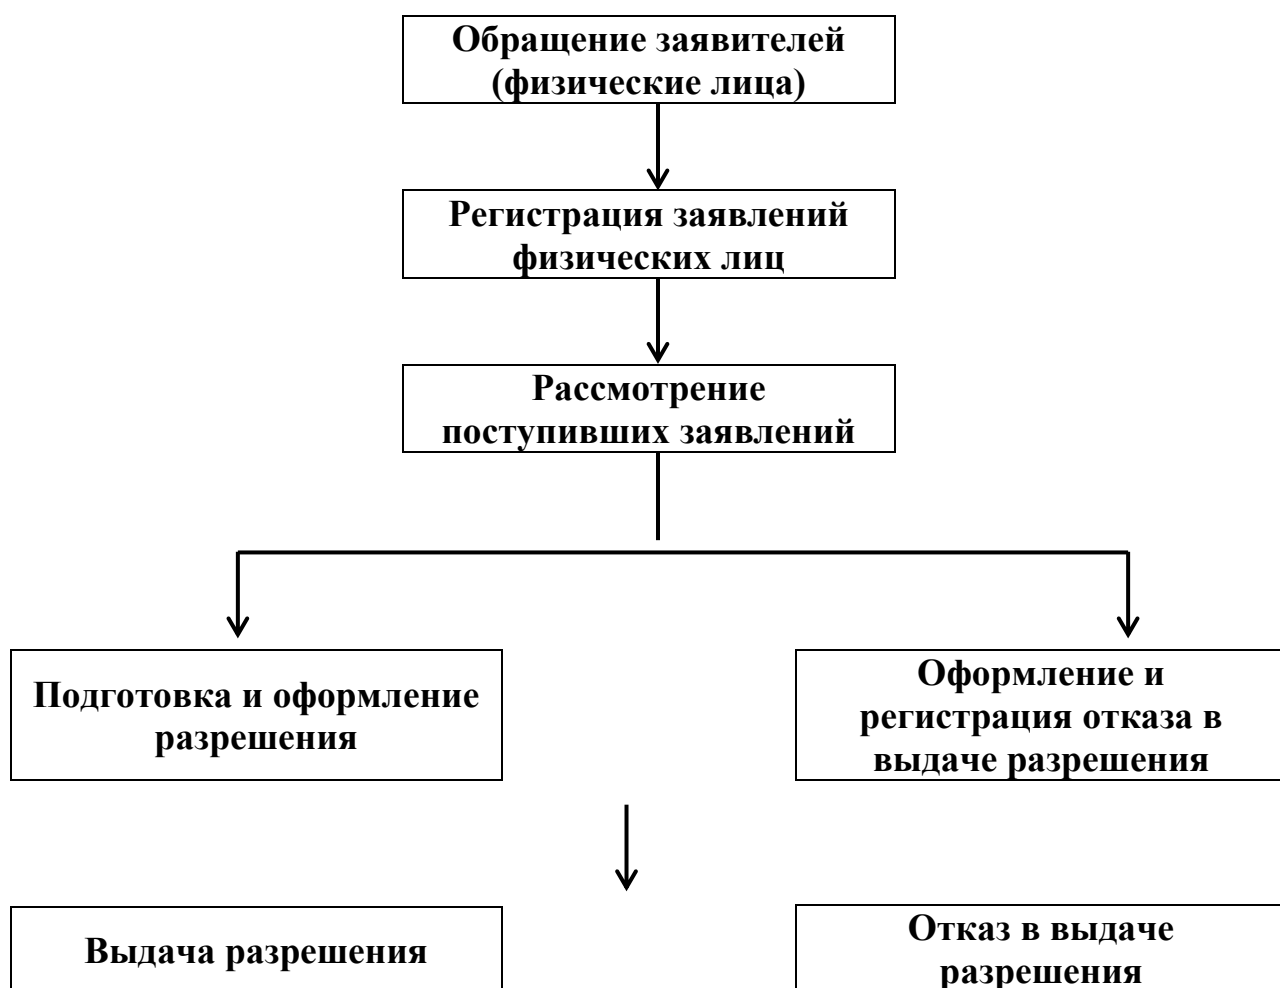 Обращение заявителей
(физические лица)
Регистрация заявлений
физических лиц
Рассмотрение
поступивших заявлений
Подготовка и оформление
разрешения
Оформление и
регистрация отказа в
выдаче разрешения
Выдача разрешения
Отказ в выдаче
разрешения